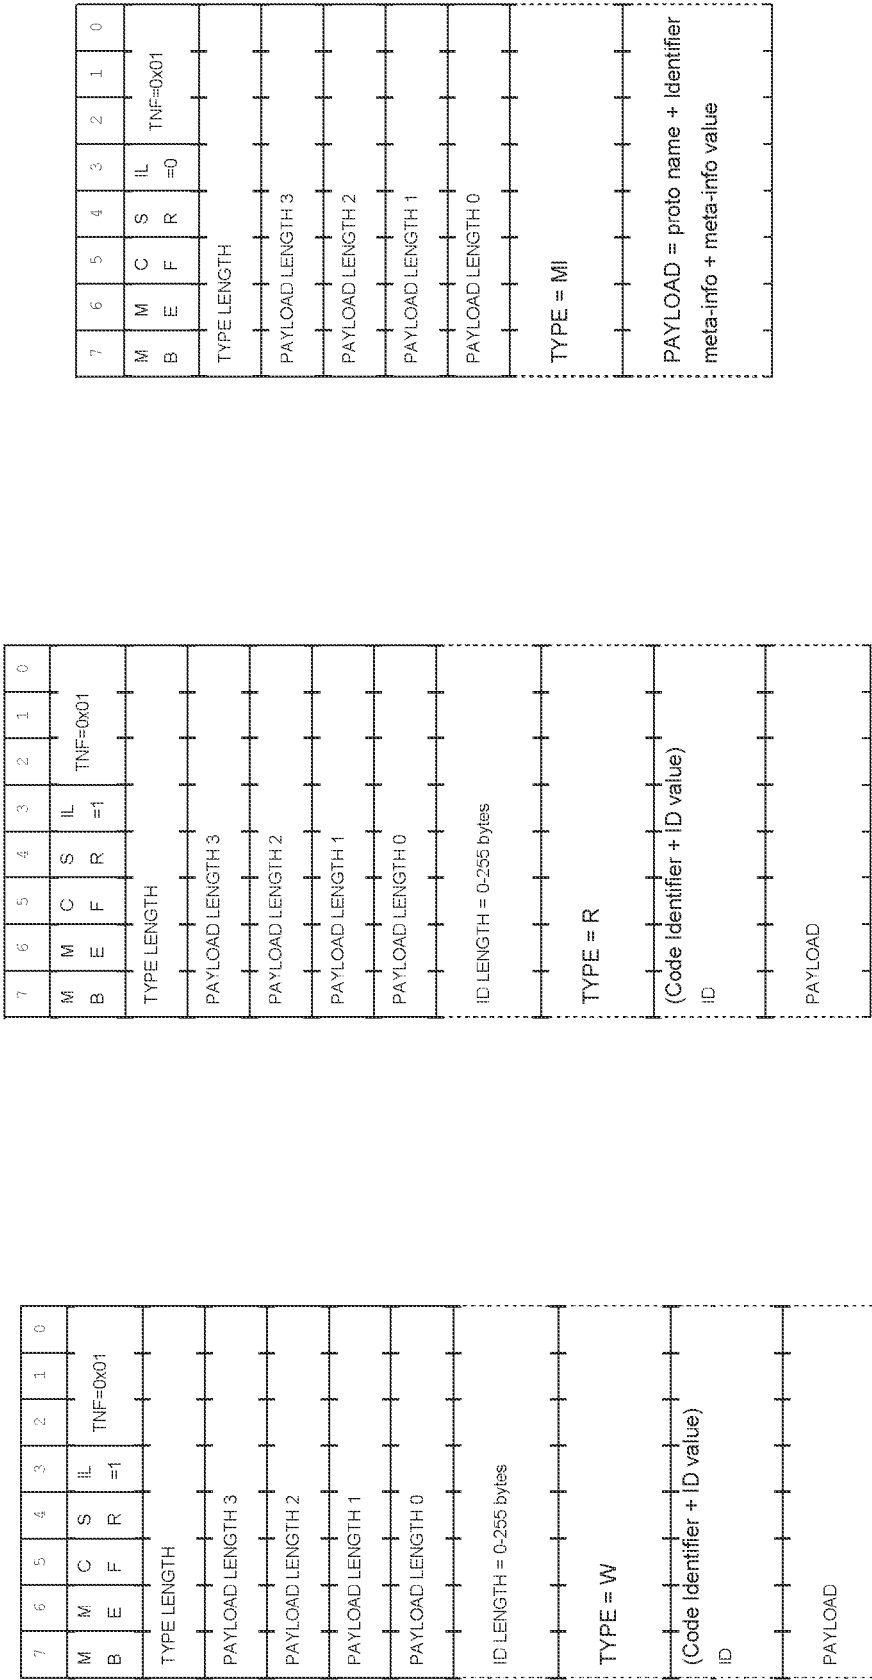 7 6 5 4 3 2 1 0
M M C S IL TNF=0x01
B E F R =1
TYPE LENGTH
PAYLOAD LENGTH 3
PAYLOAD LENGTH 2
PAYLOAD LENGTH 1
PAYLOAD LENGTH 0
ID LENGTH = 0-255 bytes
TYPE = W
(Code Identifier + ID value)
ID
PAYLOAD
7 6 5 4 3 2 1 0
M M C S IL TNF=0x01
B E F R =1
TYPE LENGTH
PAYLOAD LENGTH 3
PAYLOAD LENGTH 2
PAYLOAD LENGTH 1
PAYLOAD LENGTH 0
ID LENGTH = 0-255 bytes
TYPE = R
(Code Identifier + ID value)
ID
PAYLOAD
7 6 5 4 3 2 1 0
M M C S IL TNF=0x01
B E F R =0
TYPE LENGTH
PAYLOAD LENGTH 3
PAYLOAD LENGTH 2
PAYLOAD LENGTH 1
PAYLOAD LENGTH 0
TYPE = MI
PAYLOAD = proto name + Identifier
meta-info + meta-info value